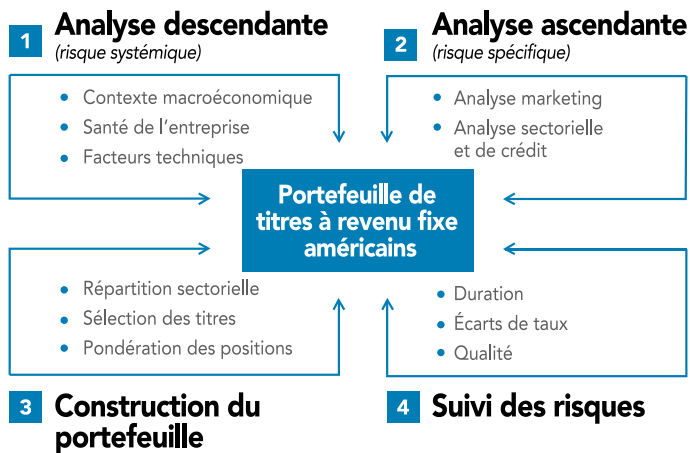 1 Analyse descendante
(risque systémique)
• Contexte macroéconomique
• Santé de l'entreprise
• Facteurs techniques
2 Analyse ascendante
(risque spécifique)
• Analyse marketing
• Analyse sectorielle
et de crédit
Portefeuille de
titres à revenu fixe
américains
• Répartition sectorielle
• Sélection des titres
• Pondération des positions
3 Construction du
portefeuille
• Duration
• Écarts de taux
• Qualité
4 Suivi des risques